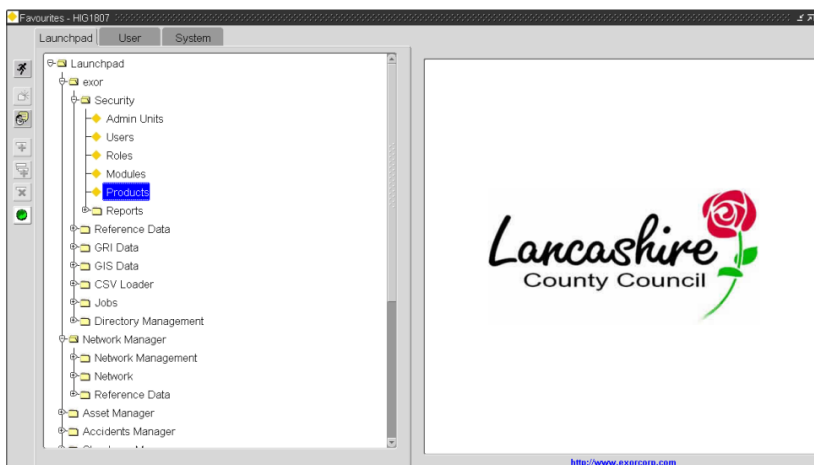 Favourites - HIG1807
Launchpad User System
Launchpad
exor
Security
Admin Units
Users
Roles
Modules
Products
Reports
Reference Data
GRI Data
GIS Data
CSV Loader
Jobs
Directory Management
Network Manager
Network Management
Network
Reference Data
Asset Manager
Accidents Manager
Lancashire
County Council
http://www.exorcorp.com